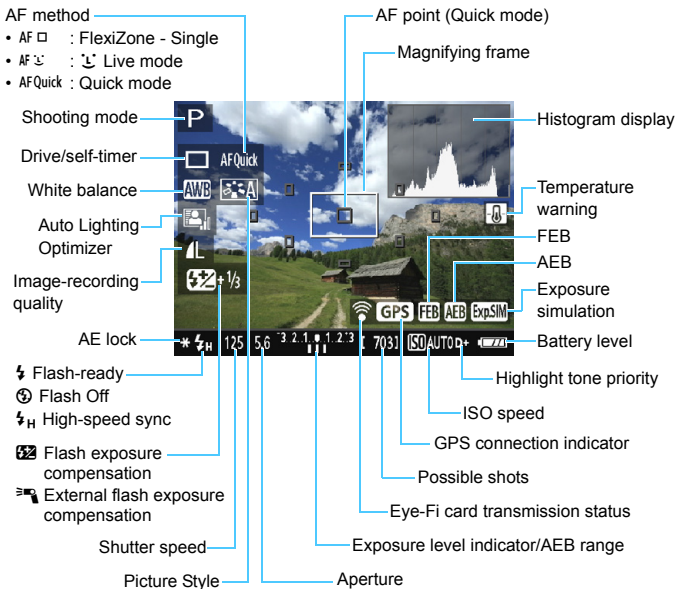 AF method
• AF □ : FlexiZone - Single
• AF : Live mode
• AFQuick : Quick mode
AF point (Quick mode)
Magnifying frame
Shooting mode
Histogram display
Drive/self-timer
White balance
Auto Lighting
Optimizer
Image-recording
quality
AE lock
P
AFQuick
AWB
A
L
+1/3
Temperature
warning
FEB
AEB
Exposure
simulation
Battery level
GPS FEB AEB Exp.SIM
* H 125 5.6 -3..2..1..0..1..2.:3 [ 703] ISO AUTO D+
Flash-ready
Flash Off
H High-speed sync
Flash exposure
compensation
External flash exposure
compensation
Highlight tone priority
ISO speed
GPS connection indicator
Possible shots
Eye-Fi card transmission status
Exposure level indicator/AEB range
Shutter speed
Picture Style
Aperture